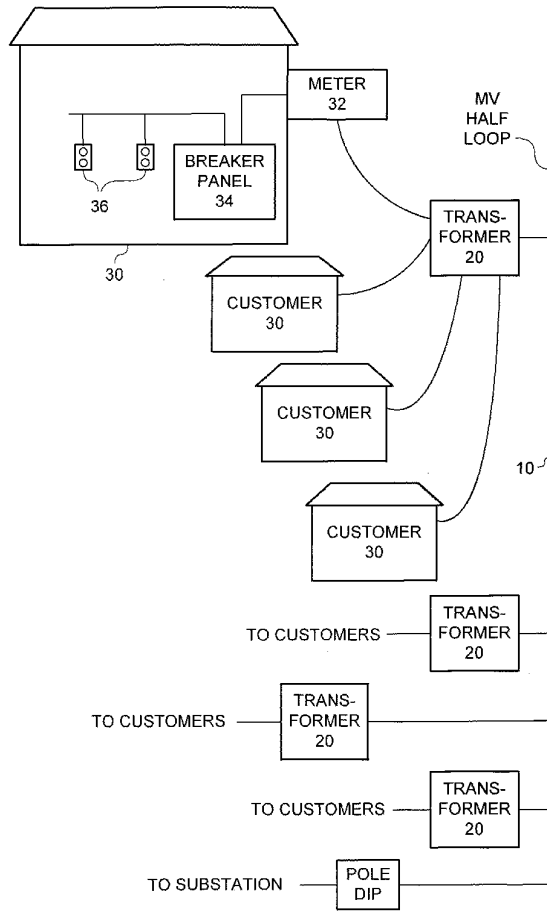 METER
32
MV
HALF
LOOP
BREAKER
PANEL
34
36
30
TRANS-
FORMER
20
CUSTOMER
30
CUSTOMER
30
10
CUSTOMER
30
TO CUSTOMERS
TRANS-
FORMER
20
TO CUSTOMERS
TRANS-
FORMER
20
TO CUSTOMERS
TRANS-
FORMER
20
TO SUBSTATION
POLE
DIP